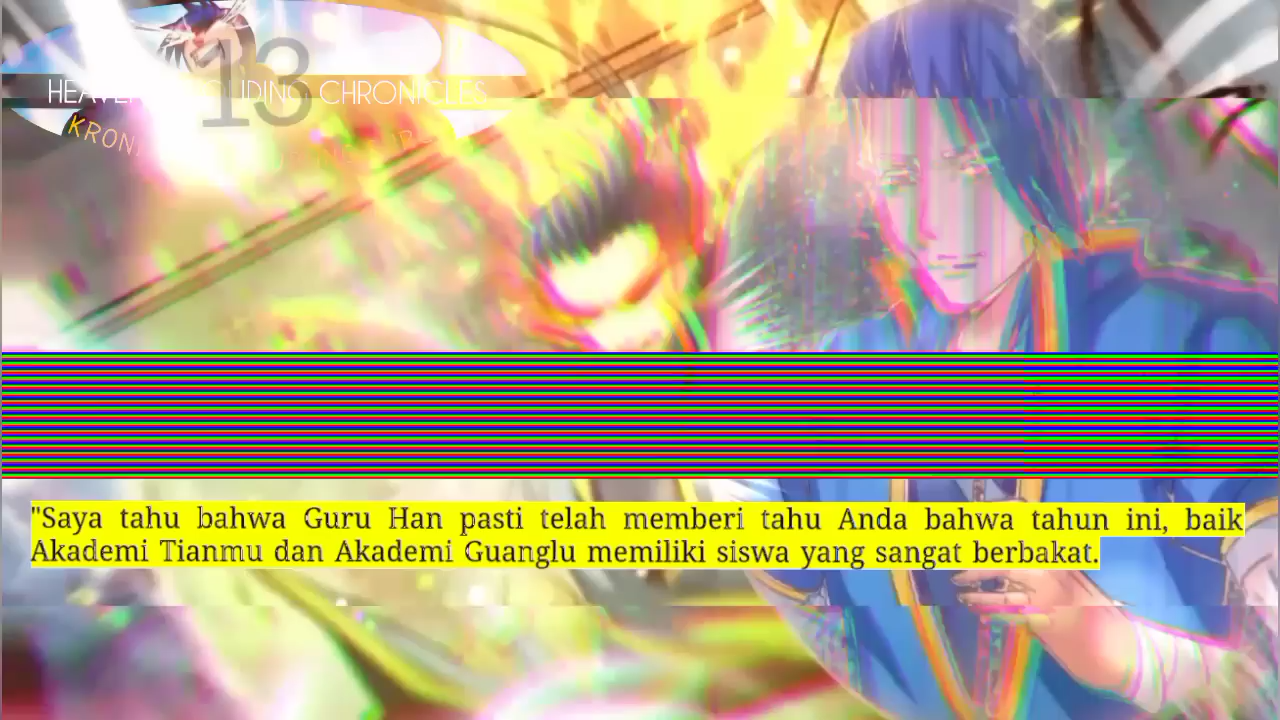 13
CHRONICLES
"Saya tahu bahwa Guru Han pasti telah memberi tahu Anda bahwa tahun ini, baik
Akademi Tianmu dan Akademi Guanglu memiliki siswa yang sangat berbakat.